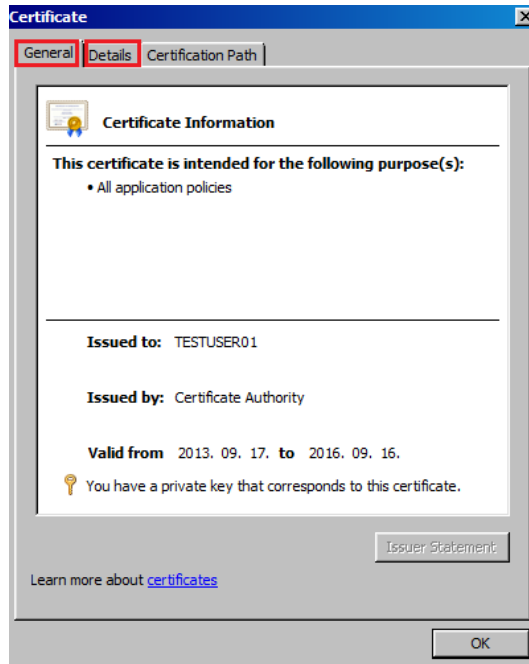 Certificate
General Details Certification Path
Certificate Information
This certificate is intended for the following purpose(s):
• All application policies
Issued to: TESTUSER01
Issued by: Certificate Authority
Valid from 2013. 09. 17. to 2016. 09. 16.
You have a private key that corresponds to this certificate.
Issuer Statement
Learn more about certificates
OK